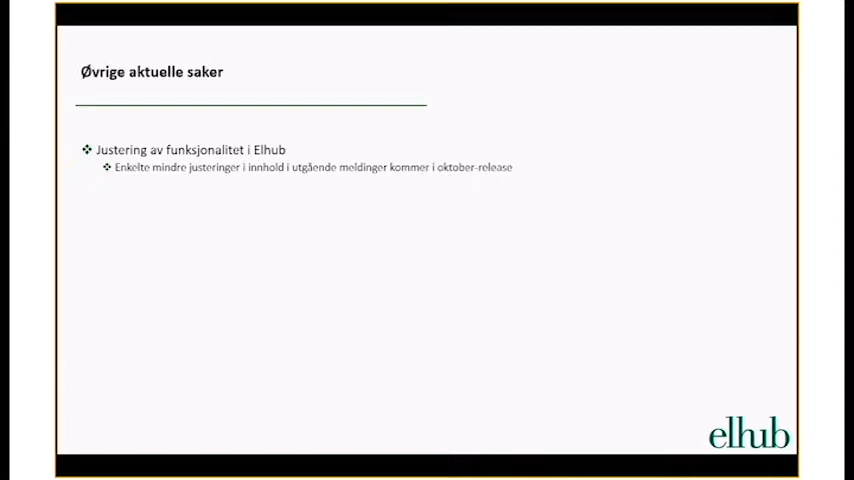 Øvrige aktuelle saker
Justering av funksjonalitet i Elhub
Enkelte mindre justeringer i innhold i utgående meldinger kommer i oktober-release
elhub